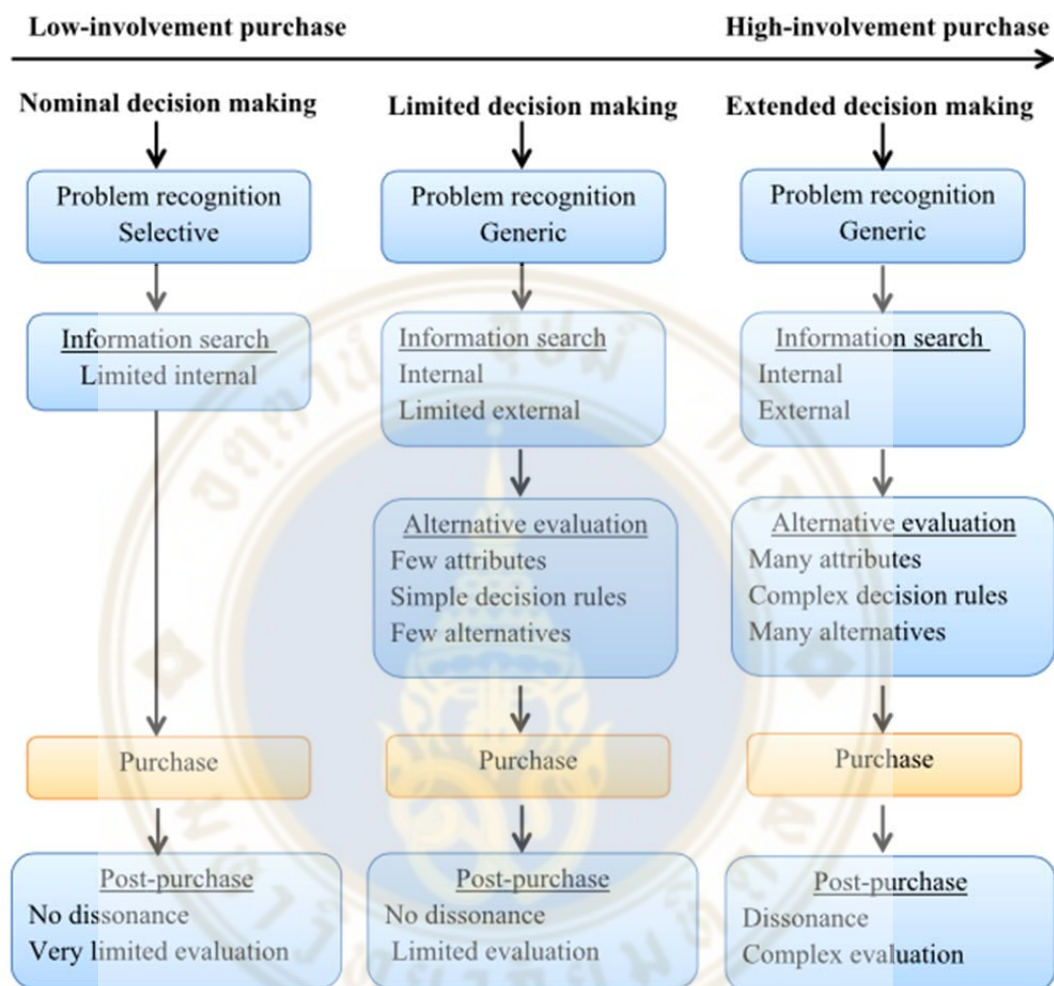 Low-involvement purchase
High-involvement purchase
Nominal decision making
Limited decision making
Extended decision making
Problem recognition
Selective
Problem recognition
Generic
Problem recognition
Generic
Information search
Limited internal
Information search
Internal
Limited external
Information search
Internal
External
Alternative evaluation
Few attributes
Simple decision rules
Few alternatives
Alternative evaluation
Many attributes
Complex decision rules
Many alternatives
Purchase
Purchase
Purchase
Post-purchase
No dissonance
Very limited evaluation
Post-purchase
No dissonance
Limited evaluation
Post-purchase
Dissonance
Complex evaluation